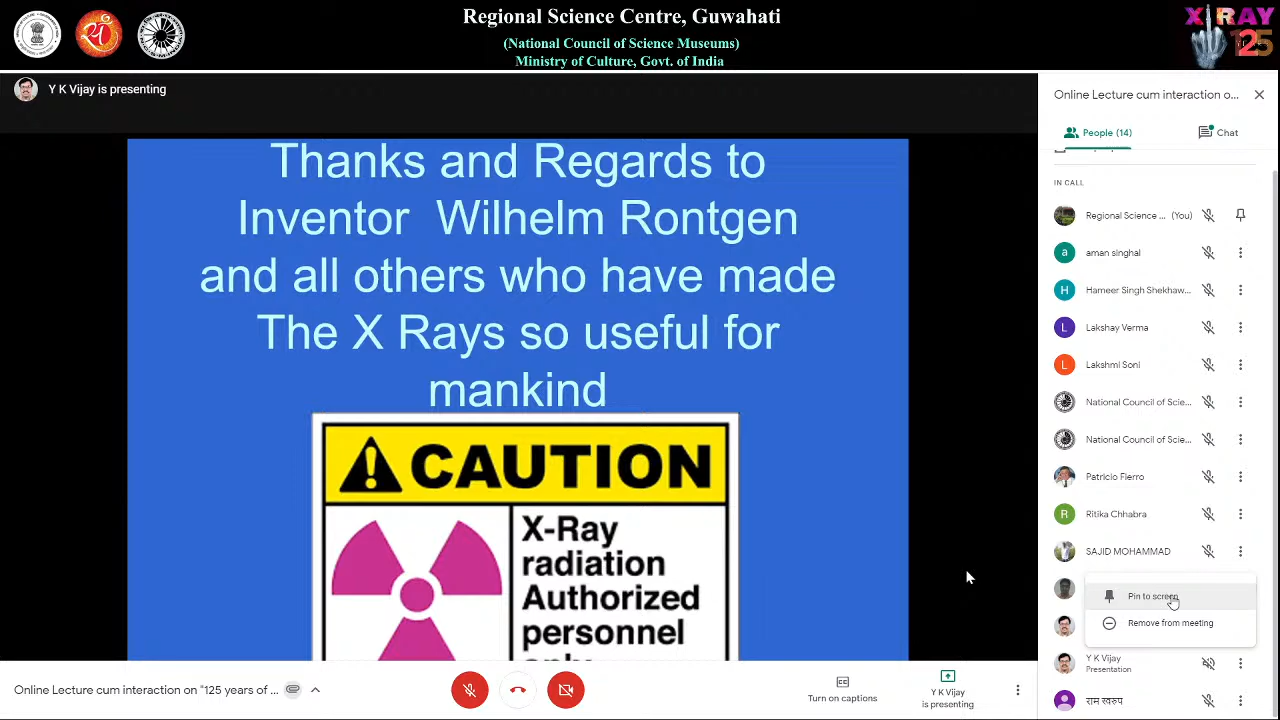 Regional Science Centre, Guwahati
(National Council of Science Museums)
Ministry of Culture, Govt. of India
X RAY
125
Y K Vijay is presenting
Thanks and Regards to
Inventor Wilhelm Rontgen
and all others who have made
The X Rays so useful for
mankind
CAUTION
X-Ray
radiation
Authorized
personnel
Online Lecture cum interaction o...
People (14)
Chat
IN CALL
Regional Science ... (You)
aman singhal
Hameer Singh Shekhaw...
Lakshay Verma
Lakshmi Soni
National Council of Scie...
National Council of Scie...
Patricio Fierro
Ritika Chhabra
SAJID MOHAMMAD
Pin to screen
Remove from meeting
Y K Vijay
Presentation
राम स्वरुप
Online Lecture cum interaction on "125 years of ...
Turn on captions
Y K Vijay
is presenting